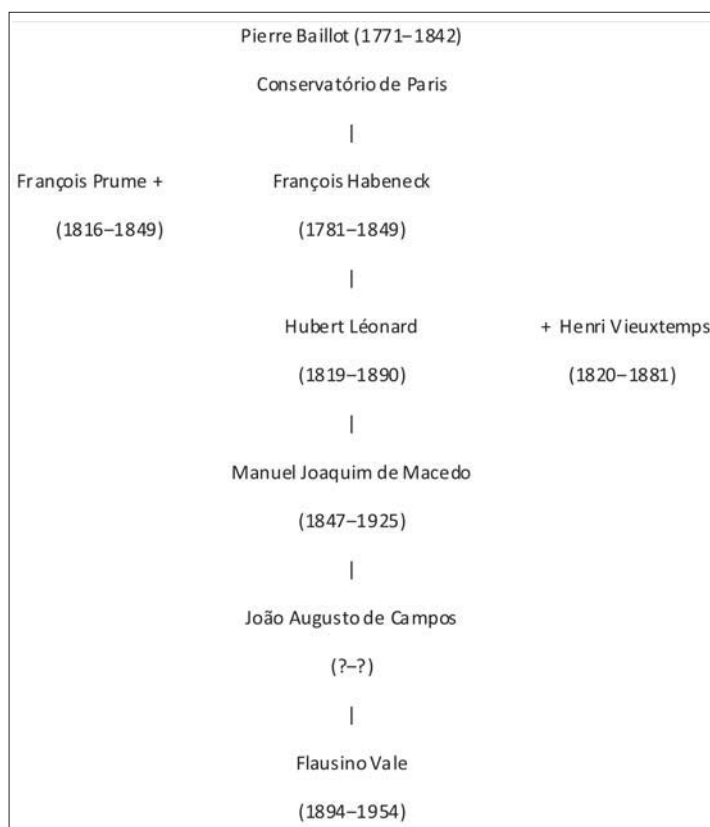 Pierre Baillot (1771–1842)
Conservatório de Paris
|
François Prume + François Habeneck
(1816–1849) (1781–1849)
|
Hubert Léonard + Henri Vieuxtemps
(1819–1890) (1820–1881)
|
Manuel Joaquim de Macedo
(1847–1925)
|
João Augusto de Campos
(?–?)
|
Flausino Vale
(1894–1954)